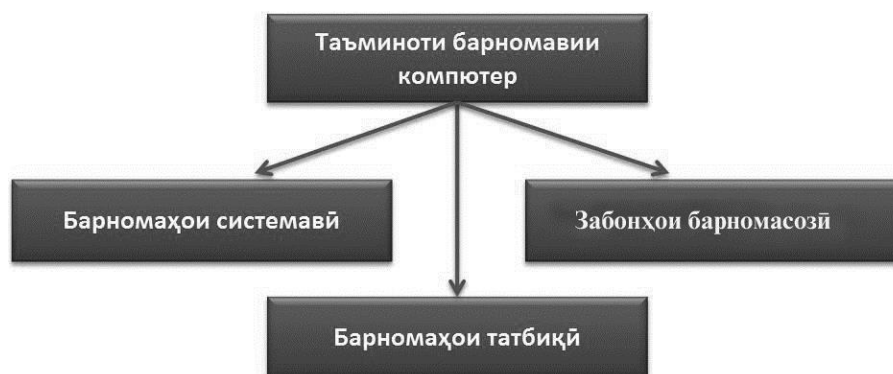 Таъминоти барномавии
компютер
Барномаҳои системавӣ
Забонҳои барномасозӣ
Барномаҳои татбиқӣ